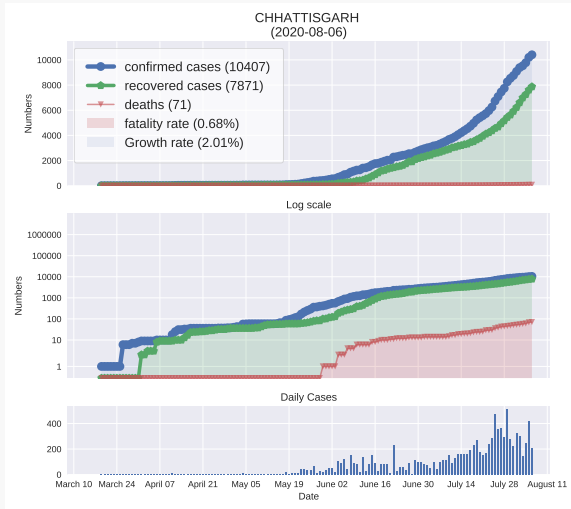 CHHATTISGARH
(2020-08-06)
Numbers
10000
8000
6000
4000
2000
0
confirmed cases (10407)
recovered cases (7871)
deaths (71)
fatality rate (0.68%)
Growth rate (2.01%)
Log scale
Numbers
1000000
100000
10000
1000
100
10
1
Daily Cases
400
200
0
March 10 March 24 April 07 April 21 May 05 May 19 June 02 June 16 June 30 July 14 July 28 August 11
Date